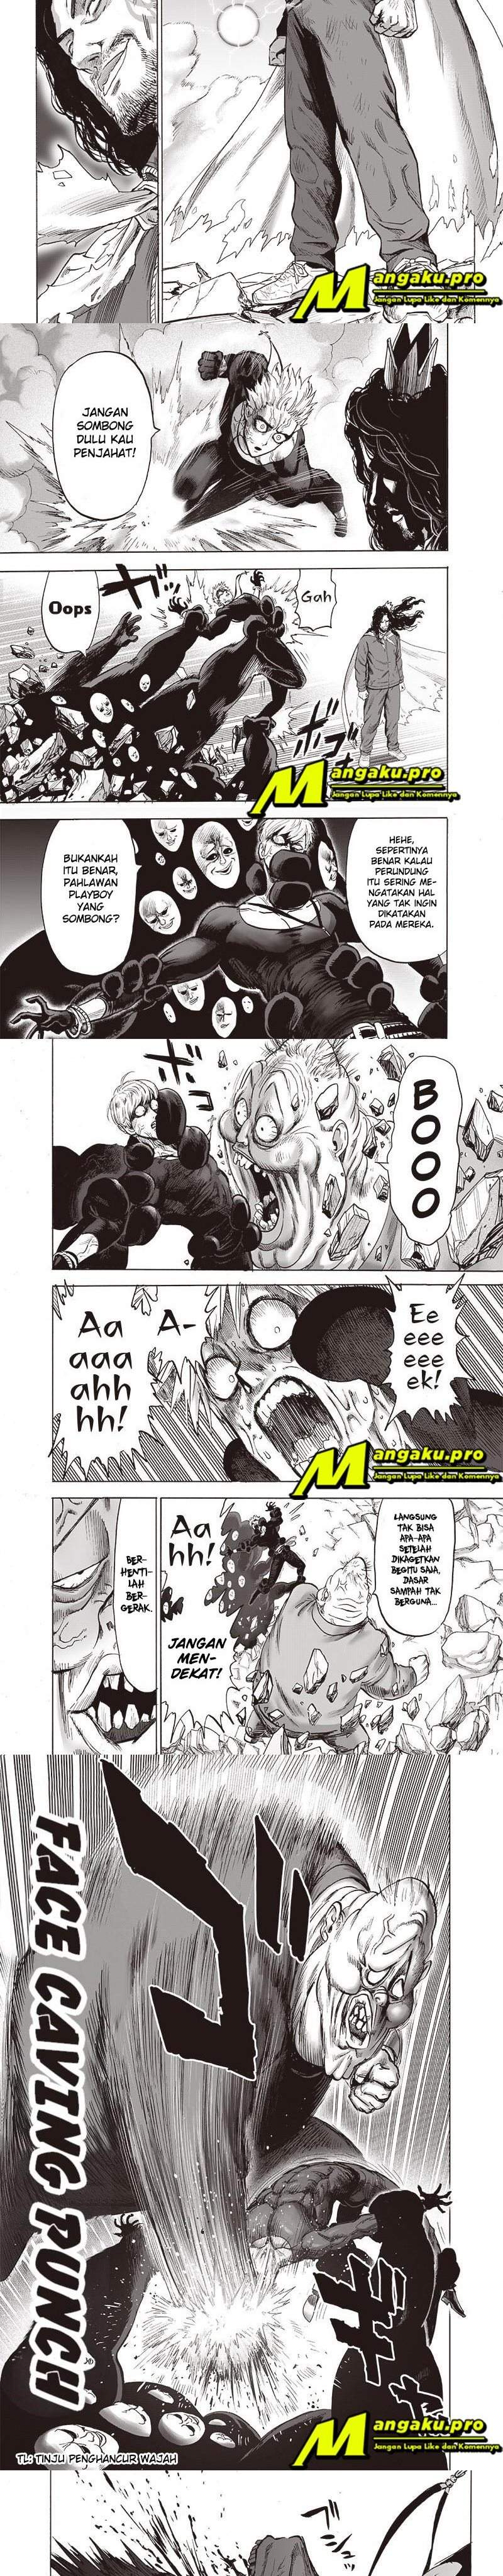 Mangaku.pro
Jangan Lupa Like dan Komennya
JANGAN
SOMBONG
DULU KAU
PENJAHAT!
Gah
Oops
Mangaku.pro
Jangan Lupa Like dan Komennya
HEHE,
SEPERTINYA
BENAR KALAU
PERUNDUNG
ITU SERING ME-
NGATAKAN HAL
YANG TAK INGIN
DIKATAKAN
PADA MEREKA.
BUKANKAH
ITU BENAR,
PAHLAWAN
PLAYBOY
YANG
SOMBONG?
BOOO
Ee
eeee
eee
ek!
A-
Aa
aaaa
ahh
hh!
Mangaku.pro
Jangan Lupa Like dan Komennya
LANGSUNG
TAK BISA
APA-APA
SETELAH
DIKAGETKAN
BEGITU SAJA,
DASAR
SAMPAH TAK
BERGUNA...
Aa
hh!
JANGAN
MEN-
DEKAT!
BER-
HENTI-
LAH
BER-
GERAK.
FACE CAVING PUNCH
TL: TINJU PENGHANCUR WAJAH
Mangaku.pro
Jangan Lupa Like dan Komennya